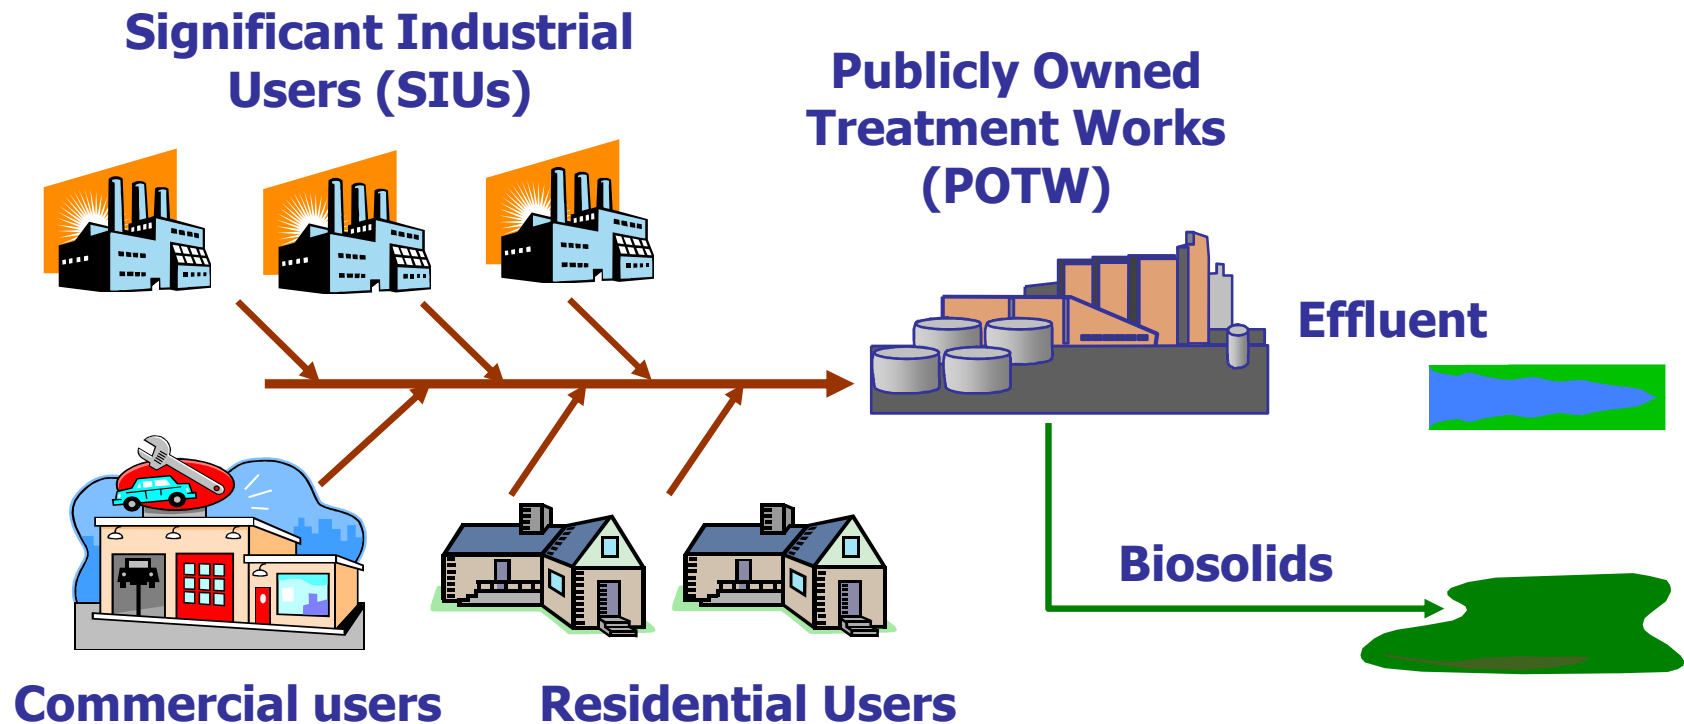 Significant Industrial
Users (SIUs)
Publicly Owned
Treatment Works
(POTW)
Effluent
Biosolids
Commercial users
Residential Users